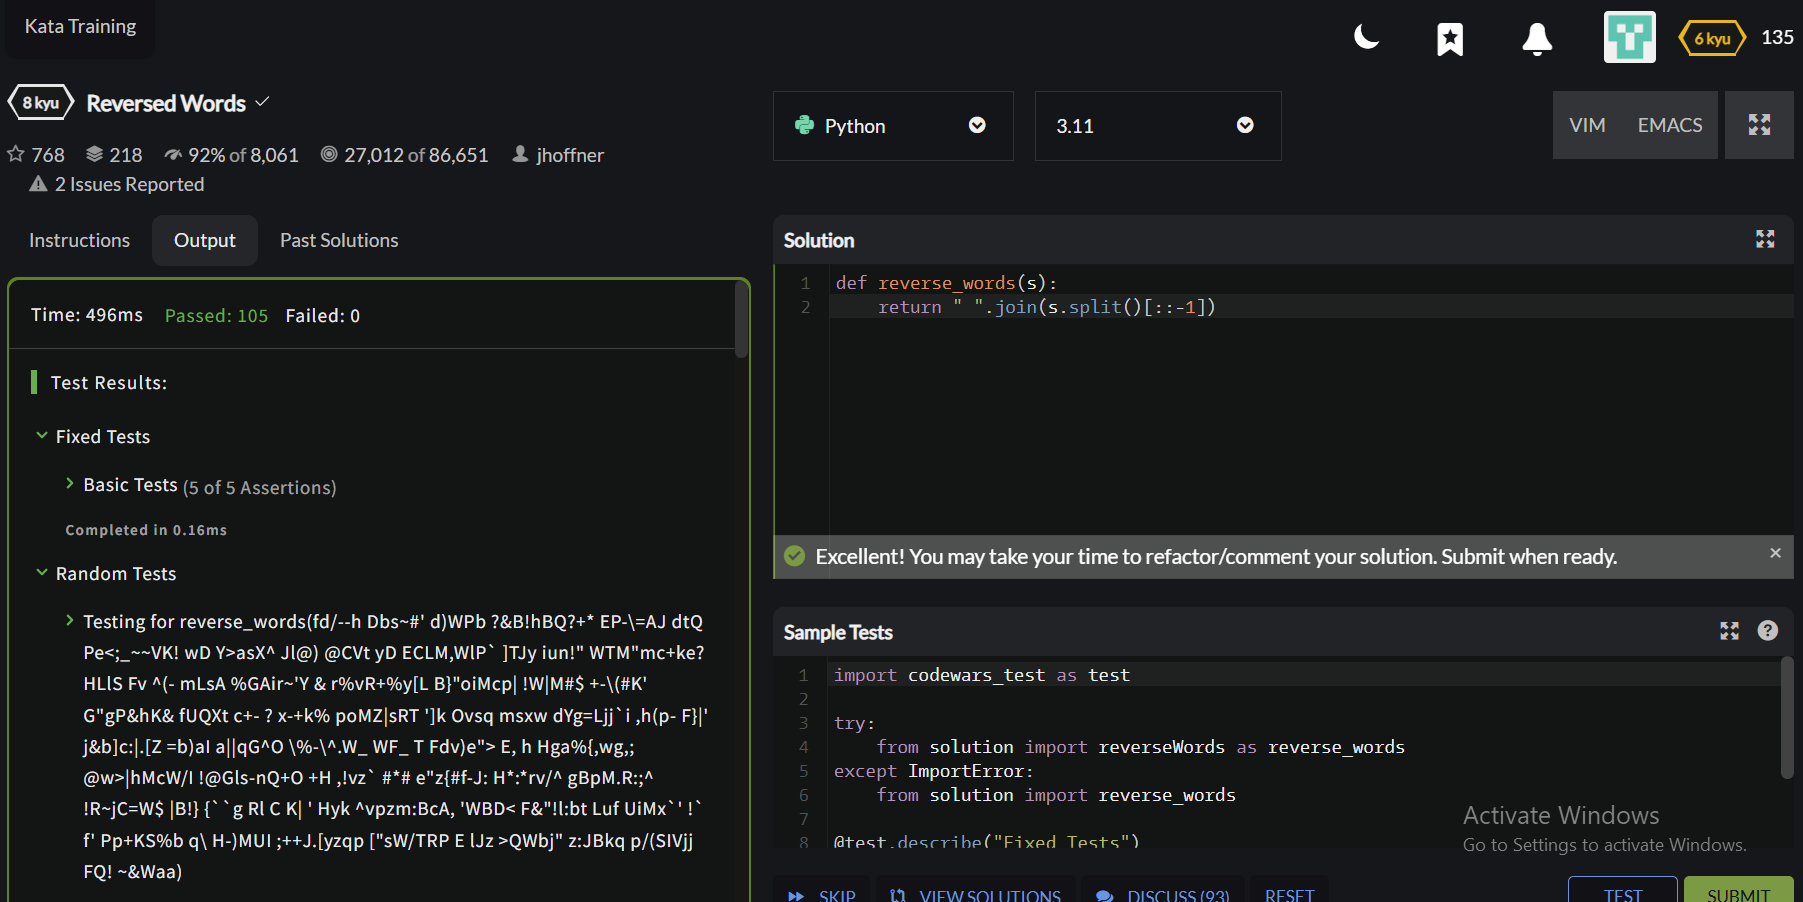 Kata Training
6 kyu 135
8 kyu Reversed Words
768 218 92% of 8,061 27,012 of 86,651 jhoffner
2 Issues Reported
Python 3.11
VIM EMACS
Instructions Output Past Solutions
Time: 496ms Passed: 105 Failed: 0
Test Results:
Fixed Tests
Basic Tests (5 of 5 Assertions)
Completed in 0.16ms
Random Tests
Testing for reverse_words(fd/--h Dbs~#' d)WPb ?&B!hBQ?+* EP-\=AJ dtQ
Pe<;_~~VK! wD Y>asX^ Jl@) @CVt yD ECLM,WlP` ]TJy iun!" WTM"mc+ke?
HLlS Fv ^(- mLsA %GAir~'Y & r%vR+%y[L B}"oiMcp| !W|M#$ +-\(#K'
G"gP&hK& fUQXt c+- ? x-+k% poMZ|sRT ']k Ovsq msxw dYg=Ljj`i ,h(p- F}|'
j&b]c:|.[Z =b)aI a||qG^O \%-\^.W_ WF_ T Fdv)e"> E, h Hga%{,wg,;
@w>|hMcW/I !@Gls-nQ+O +H ,!vz` #*# e"z{#f-J: H*:*rv/^ gBpM.R:;^
!R~jC=W$ |B!} {``g Rl C K| ' Hyk ^vpzm:BcA, 'WBD< F&"!l:bt Luf UiMx`' !`
f' Pp+KS%b q\ H-)MUI ;++J.[yzqp ["sW/TRP E lJz >QWbj" z:JBkq p/(SIVjj
FQ! ~&Waa)
Solution
1 def reverse_words(s):
2 return " ".join(s.split()[::-1])
Excellent! You may take your time to refactor/comment your solution. Submit when ready.
Sample Tests
1 import codewars_test as test
2
3 try:
4 from solution import reverseWords as reverse_words
5 except ImportError:
6 from solution import reverse_words
7
8 @test.describe("Fixed Tests")
Activate Windows
Go to Settings to activate Windows.
SKIP VIEW SOLUTIONS DISCUSS (93) RESET TEST SUBMIT